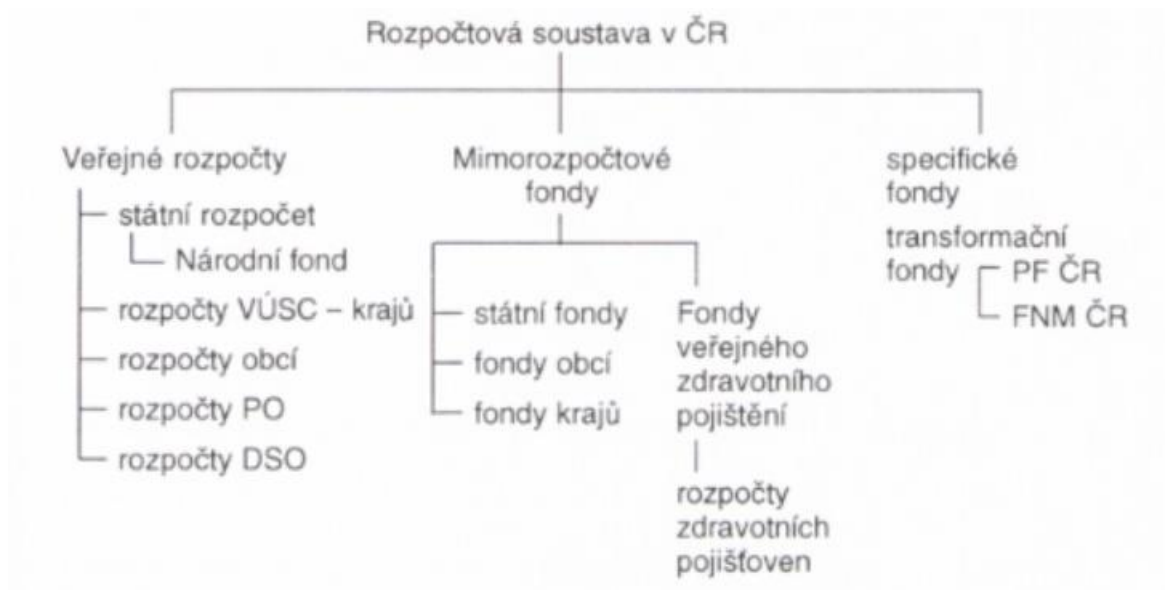 Rozpočtová soustava v ČR
Veřejné rozpočty
státní rozpočet
Národní fond
rozpočty VÚSC – krajů
rozpočty obcí
rozpočty PO
rozpočty DSO
Mimorozpočtové
fondy
státní fondy
fondy obcí
fondy krajů
Fondy
veřejného
zdravotního
pojištění
rozpočty
zdravotních
pojišťoven
specifické
fondy
transformační
fondy
PF ČR
FNM ČR